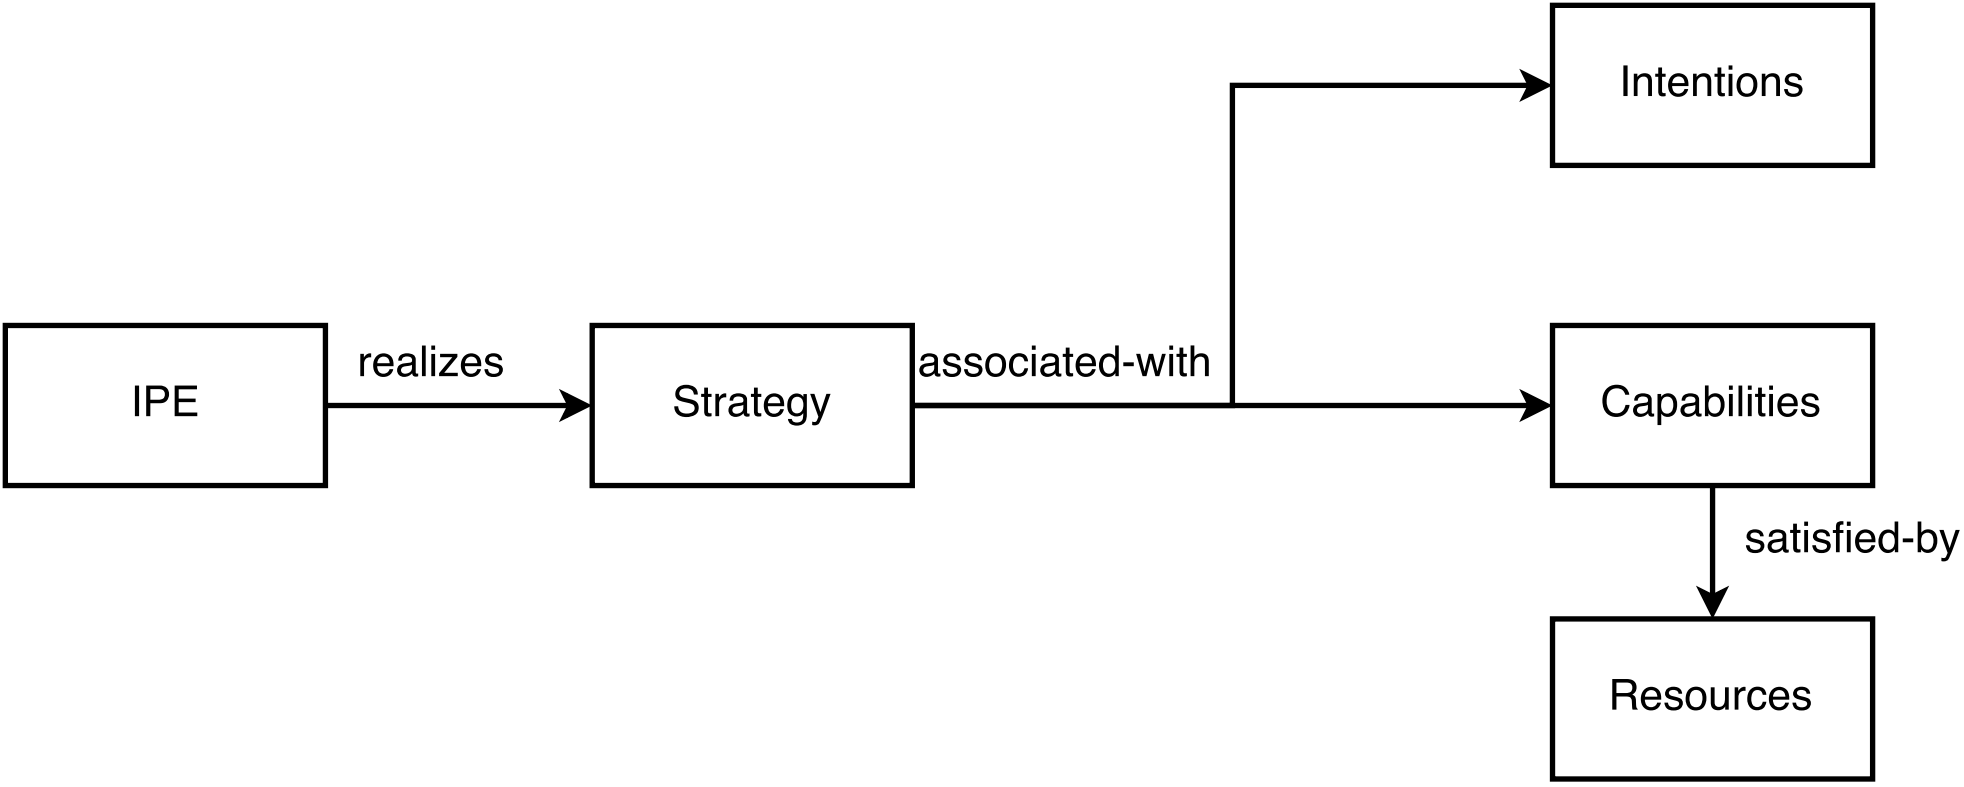 Intentions
IPE
realizes
Strategy
associated-with
Capabilities
satisfied-by
Resources